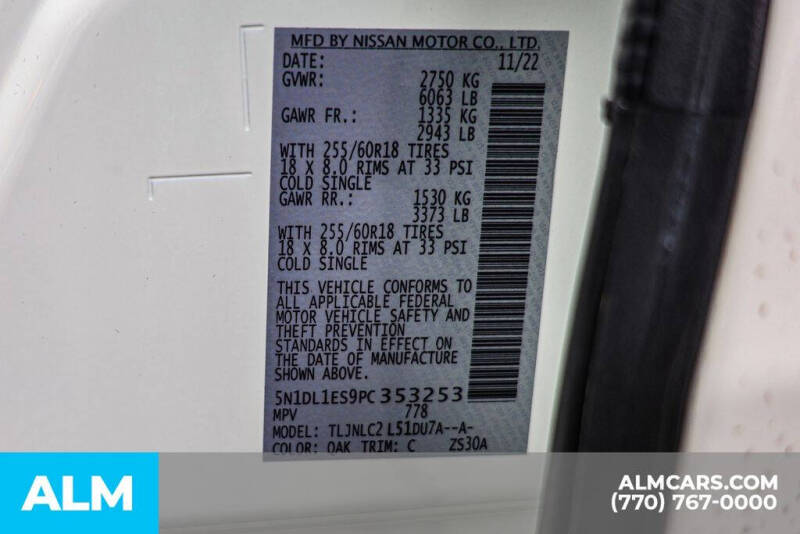 MFD BY NISSAN MOTOR CO., LTD.
DATE: 11/22
GVWR: 2750 KG
6063 LB
GAWR FR.: 1335 KG
2943 LB
WITH 255/60R18 TIRES
18 X 8.0 RIMS AT 33 PSI
COLD SINGLE
GAWR RR.: 1530 KG
3373 LB
WITH 255/60R18 TIRES
18 X 8.0 RIMS AT 33 PSI
COLD SINGLE
THIS VEHICLE CONFORMS TO
ALL APPLICABLE FEDERAL
MOTOR VEHICLE SAFETY AND
THEFT PREVENTION
STANDARDS IN EFFECT ON
THE DATE OF MANUFACTURE
SHOWN ABOVE.
5N1DL1ES9PC353253
MPV 778
MODEL: TLJNLC2 L51DU7A--A-
COLOR: QAK TRIM: C ZS30A
ALM
ALMCARS.COM
(770) 767-0000